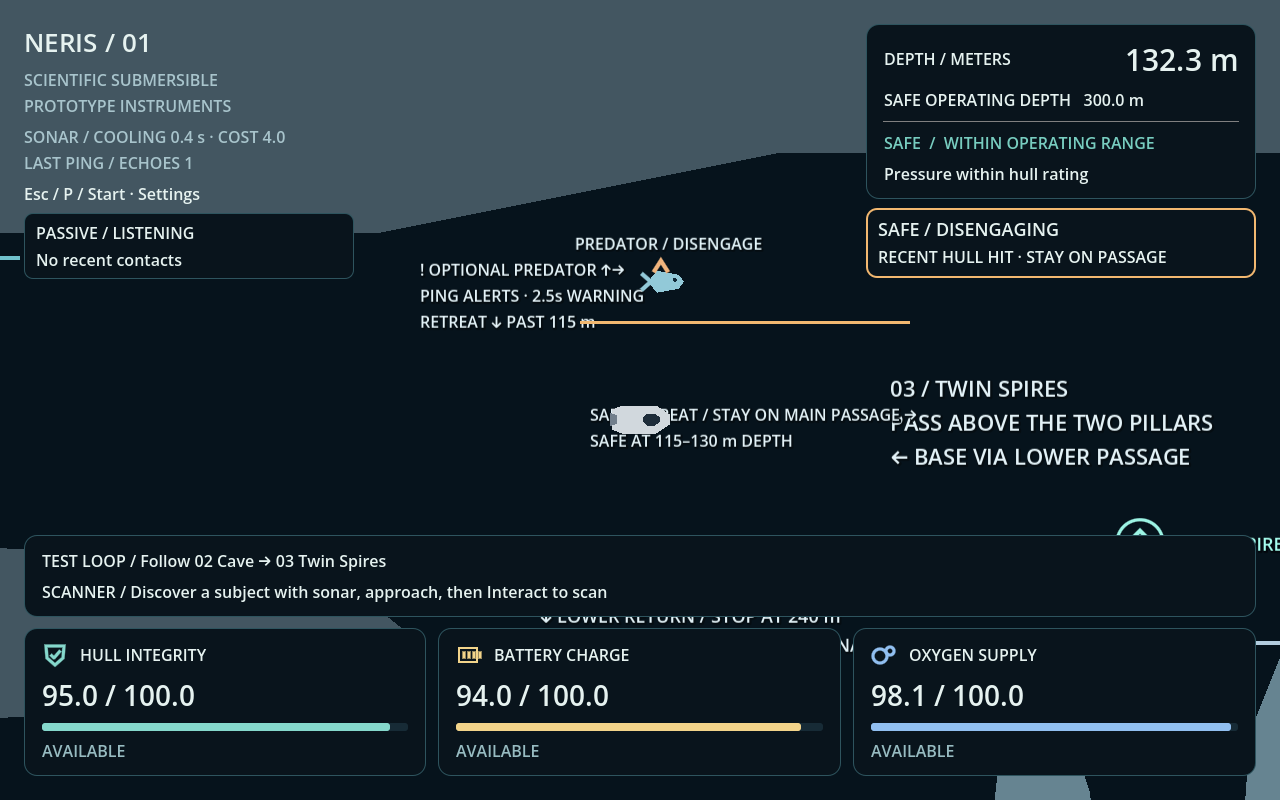 NERIS / 01
SCIENTIFIC SUBMERSIBLE
PROTOTYPE INSTRUMENTS
SONAR / COOLING 0.4 s · COST 4.0
LAST PING / ECHOES 1
Esc / P / Start · Settings
PASSIVE / LISTENING
No recent contacts
DEPTH / METERS 132.3 m
SAFE OPERATING DEPTH 300.0 m
SAFE / WITHIN OPERATING RANGE
Pressure within hull rating
SAFE / DISENGAGING
RECENT HULL HIT · STAY ON PASSAGE
PREDATOR / DISENGAGE
! OPTIONAL PREDATOR ↑→
PING ALERTS · 2.5s WARNING
RETREAT ↓ PAST 115 m
/ STAY ON MAIN PASSAGE →
SAFE AT 115–130 m DEPTH
03 / TWIN SPIRES
PASS ABOVE THE TWO PILLARS
← BASE VIA LOWER PASSAGE
TEST LOOP / Follow 02 Cave → 03 Twin Spires
SCANNER / Discover a subject with sonar, approach, then Interact to scan
↓ LOWER RETURN / STOP AT 240 m
HULL INTEGRITY
95.0 / 100.0
AVAILABLE
BATTERY CHARGE
94.0 / 100.0
AVAILABLE
OXYGEN SUPPLY
98.1 / 100.0
AVAILABLE